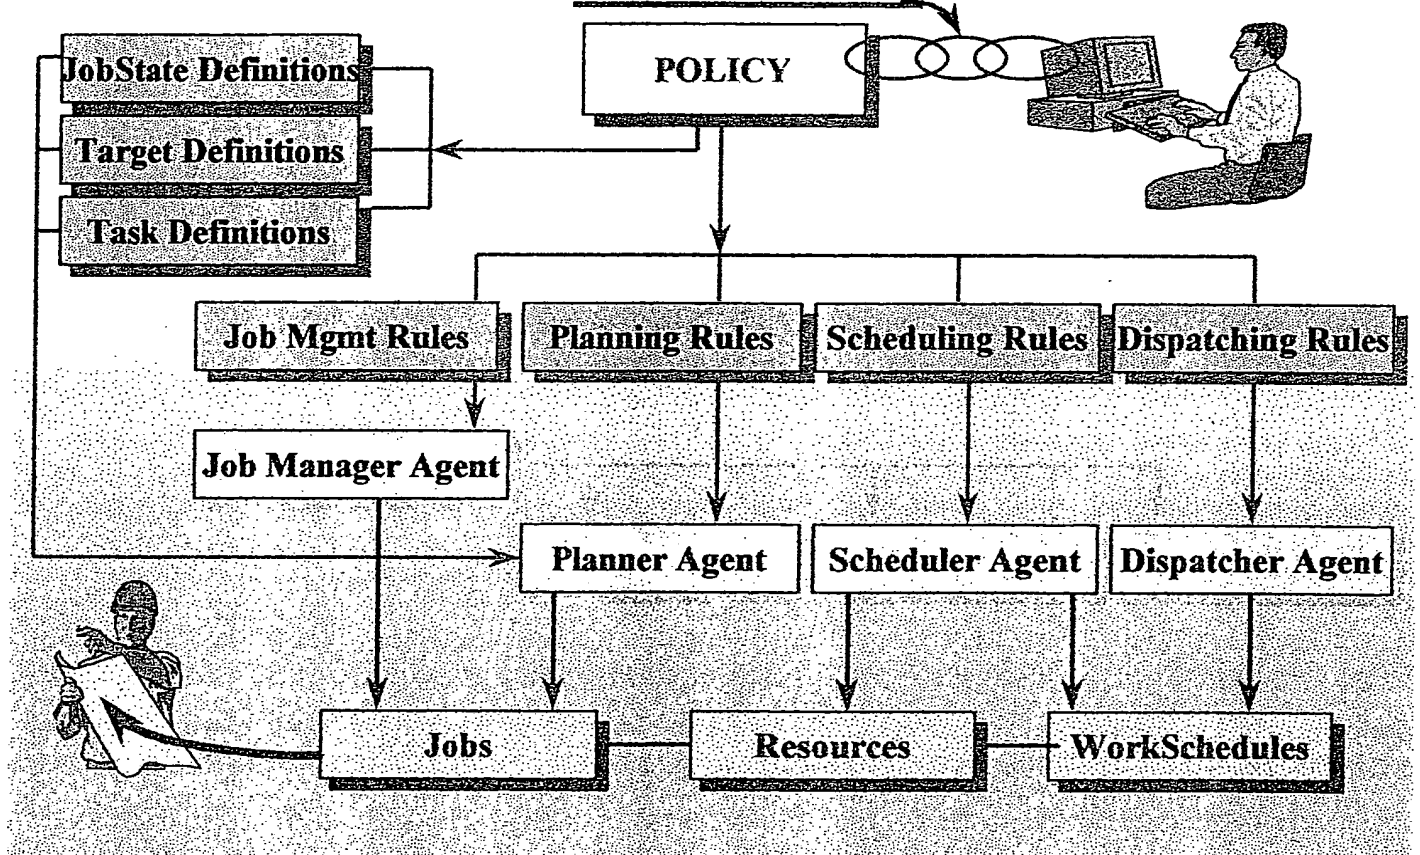 POLICY
JobState Definitions
Target Definitions
Task Definitions
Job Mgmt Rules
Planning Rules
Scheduling Rules
Dispatching Rules
Job Manager Agent
Planner Agent
Scheduler Agent
Dispatcher Agent
Jobs
Resources
WorkSchedules